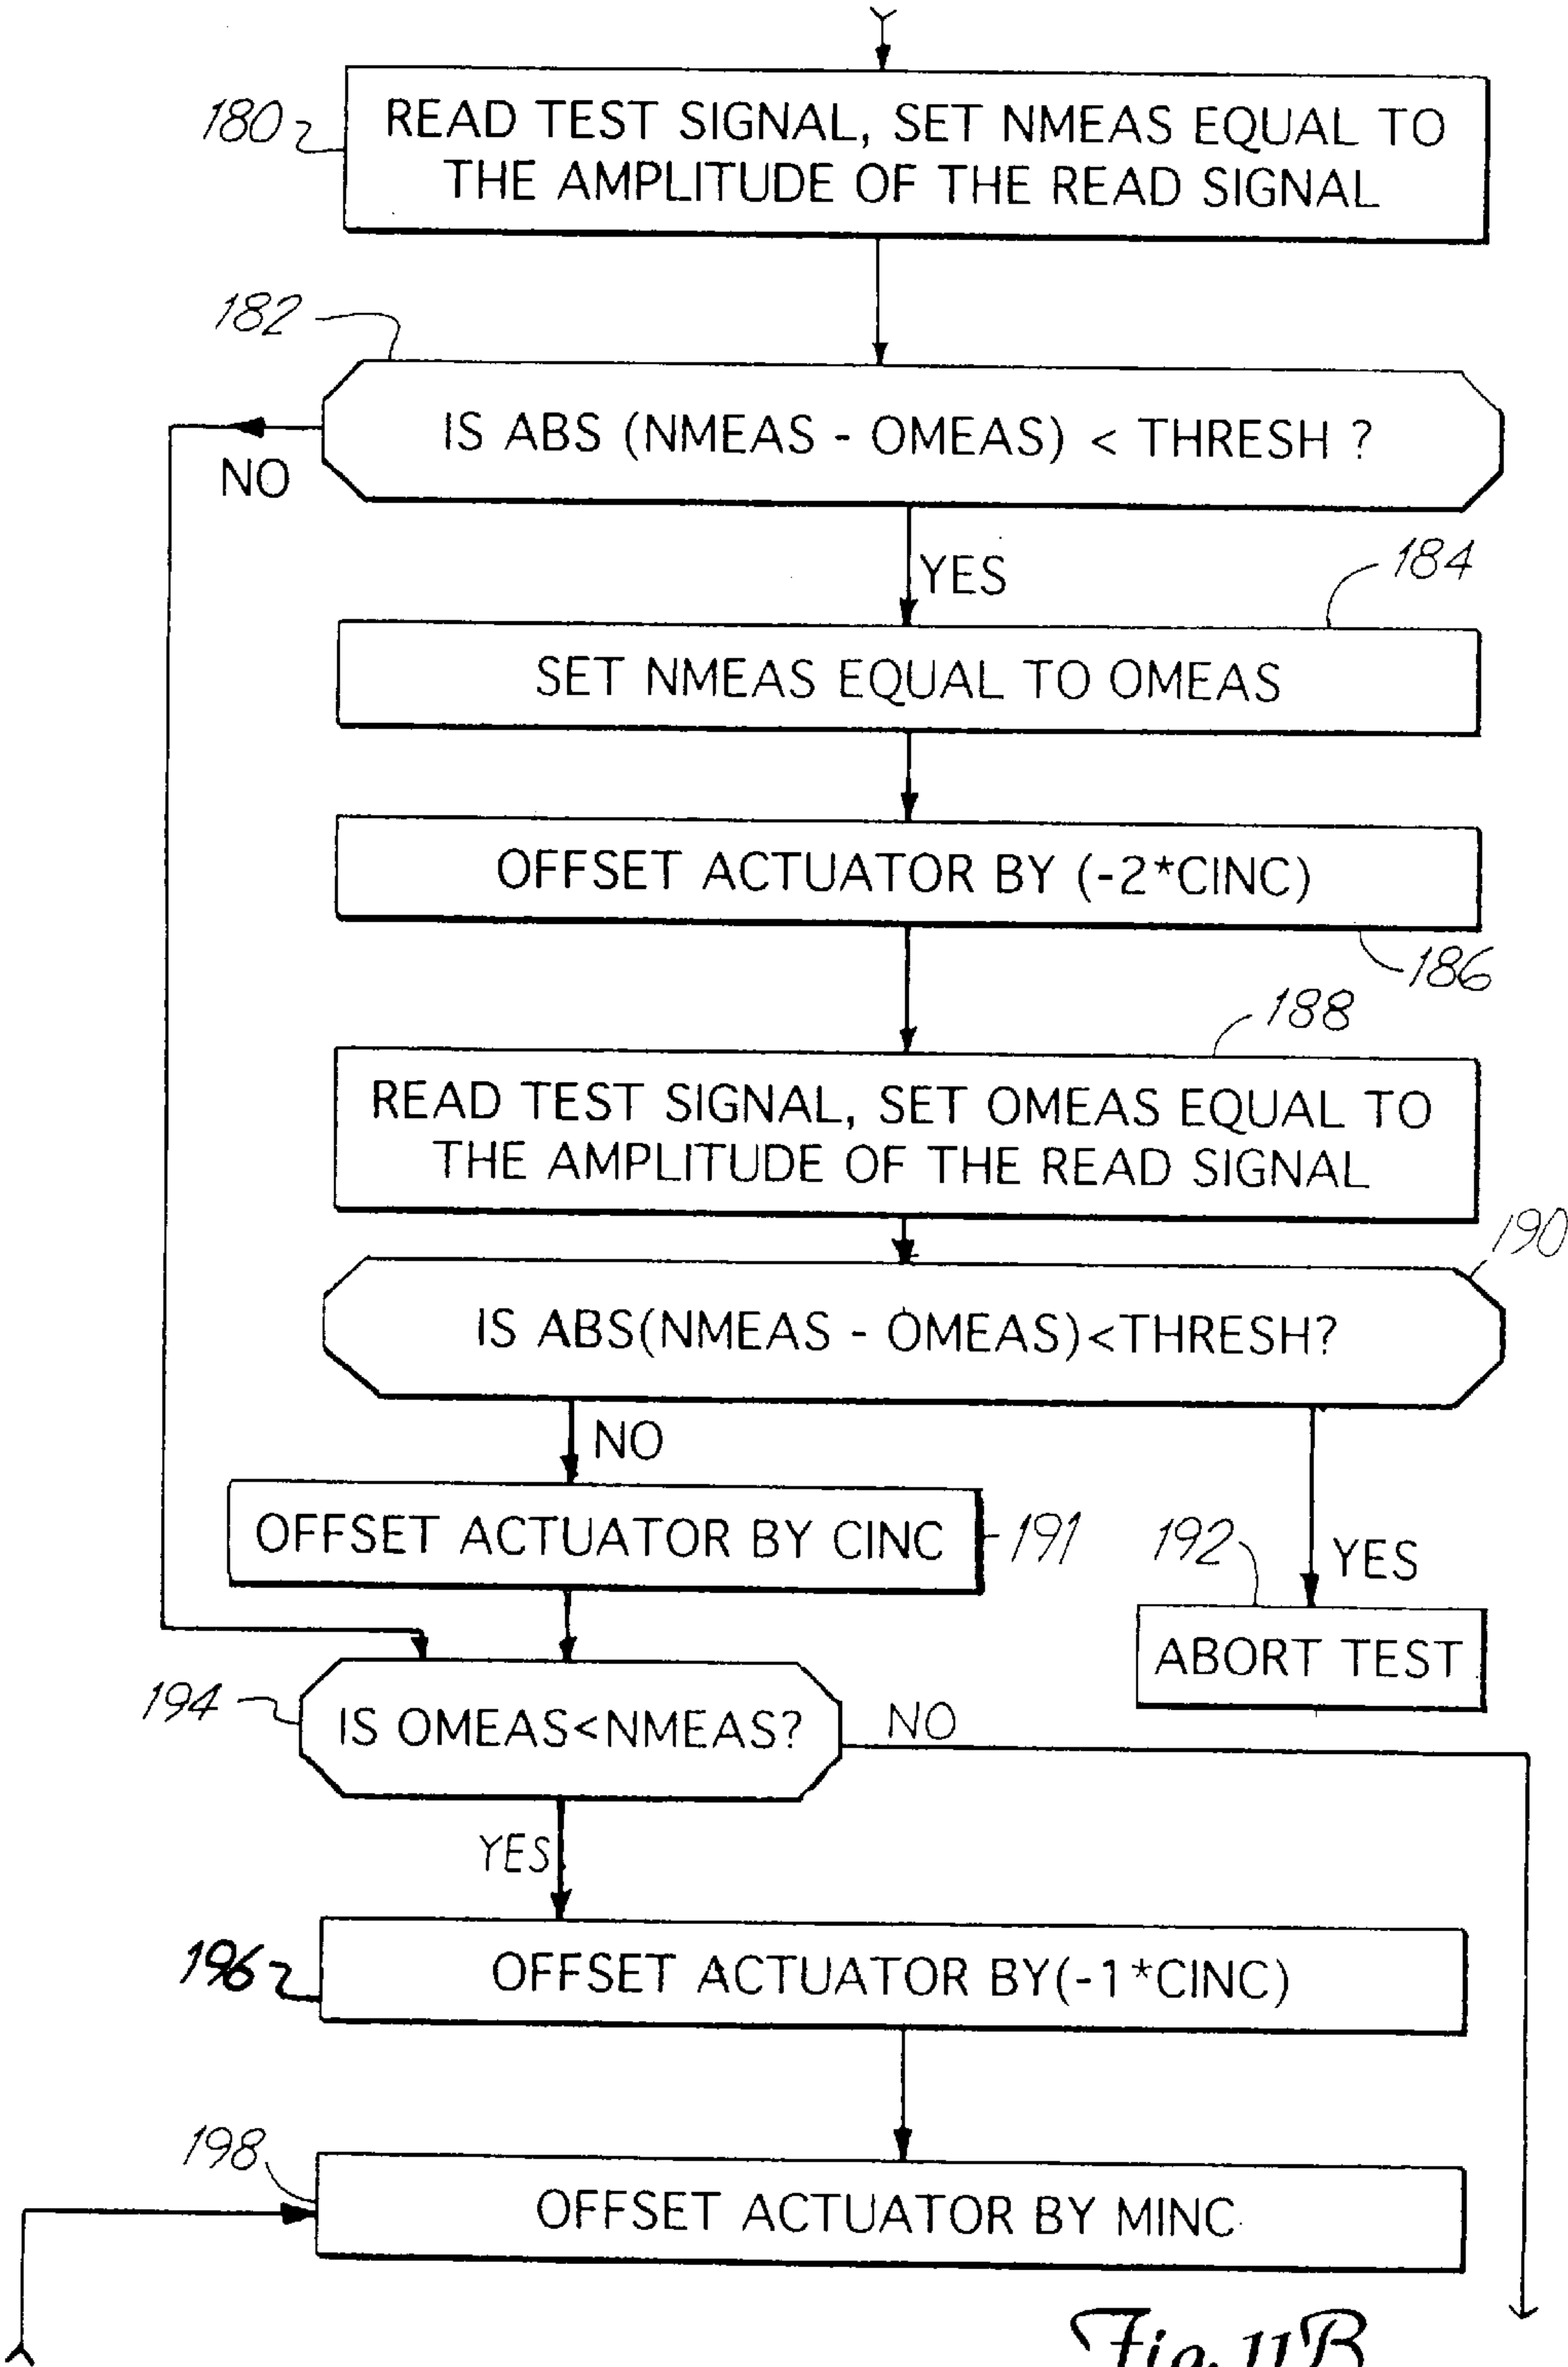 180
READ TEST SIGNAL, SET NMEAS EQUAL TO
THE AMPLITUDE OF THE READ SIGNAL
182
IS ABS (NMEAS - OMEAS) < THRESH ?
NO
YES
184
SET NMEAS EQUAL TO OMEAS
OFFSET ACTUATOR BY (-2*CINC)
186
188
READ TEST SIGNAL, SET OMEAS EQUAL TO
THE AMPLITUDE OF THE READ SIGNAL
190
IS ABS(NMEAS - OMEAS)<THRESH?
NO
OFFSET ACTUATOR BY CINC
191
192
YES
ABORT TEST
194
IS OMEAS<NMEAS?
NO
YES
196
OFFSET ACTUATOR BY(-1*CINC)
198
OFFSET ACTUATOR BY MINC
Fig. 11B